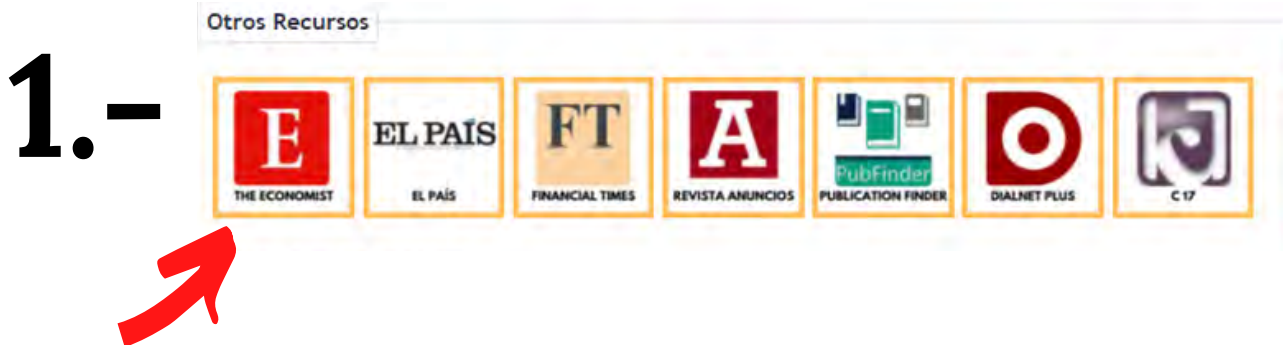 Otros Recursos
1.-
E
THE ECONOMIST
EL PAÍS
EL PAÍS
FT
FINANCIAL TIMES
A
REVISTA ANUNCIOS
PubFinder
PUBLICATION FINDER
DIALNET PLUS
C 17